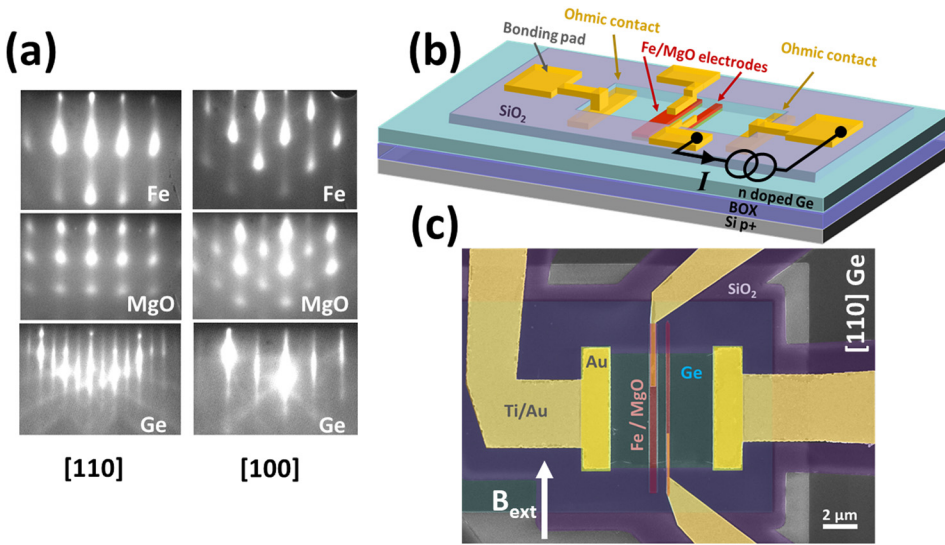 (a)
Fe
Fe
MgO
MgO
Ge
Ge
[110]
[100]
(b)
Ohmic contact
Bonding pad
Fe/MgO electrodes
Ohmic contact
SiO₂
I
n doped Ge
BOX
Si p+
(c)
SiO₂
[110] Ge
Au
Ge
Fe / MgO
Ti/Au
Bext
2 μm